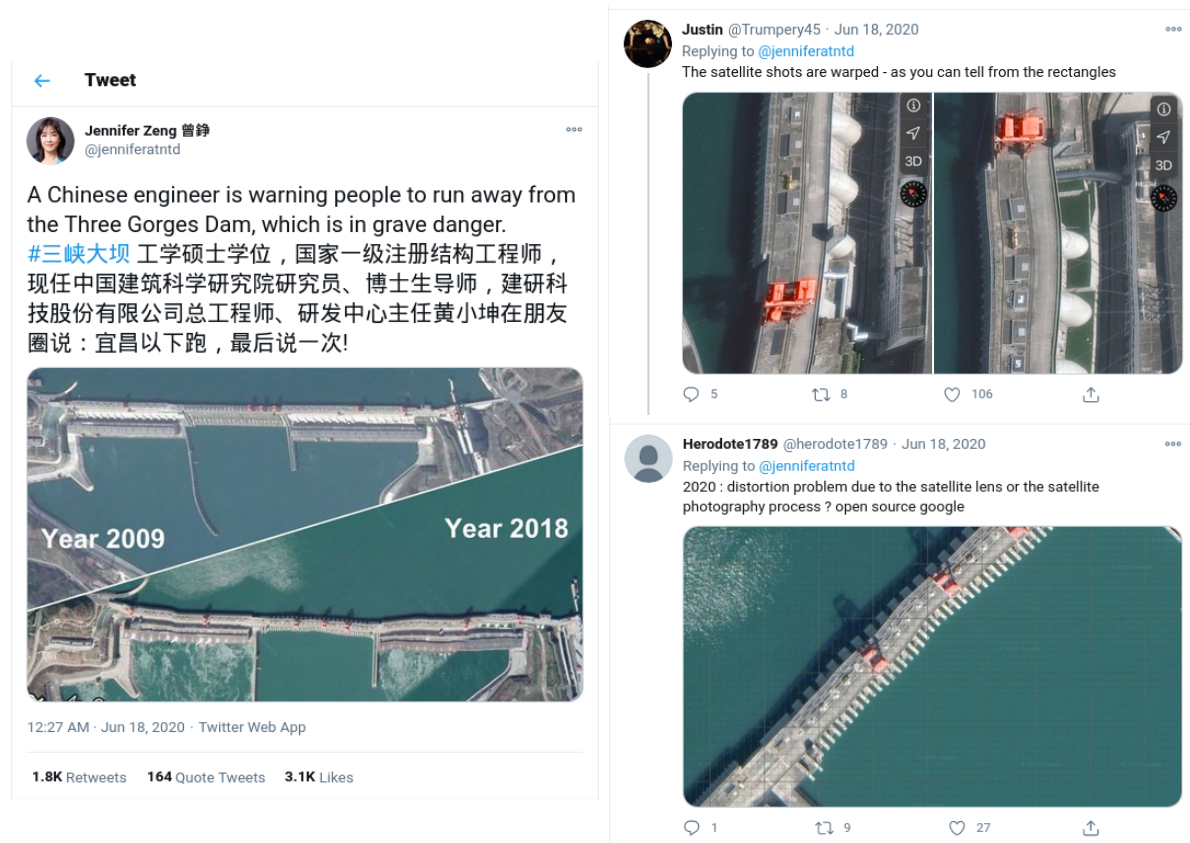 Tweet
Jennifer Zeng 曾錚
@jenniferatntd
A Chinese engineer is warning people to run away from
the Three Gorges Dam, which is in grave danger.
#三峡大坝 工学硕士学位，国家一级注册结构工程师，
现任中国建筑科学研究院研究员、博士生导师，建研科
技股份有限公司总工程师、研发中心主任黄小坤在朋友
圈说：宜昌以下跑，最后说一次!
Year 2009
Year 2018
12:27 AM · Jun 18, 2020 · Twitter Web App
1.8K Retweets 164 Quote Tweets 3.1K Likes
Justin @Trumpery45 · Jun 18, 2020
Replying to @jenniferatntd
The satellite shots are warped - as you can tell from the rectangles
3D
3D
5 8 106
Herodote1789 @herodote1789 · Jun 18, 2020
Replying to @jenniferatntd
2020 : distortion problem due to the satellite lens or the satellite
photography process ? open source google
1 9 27